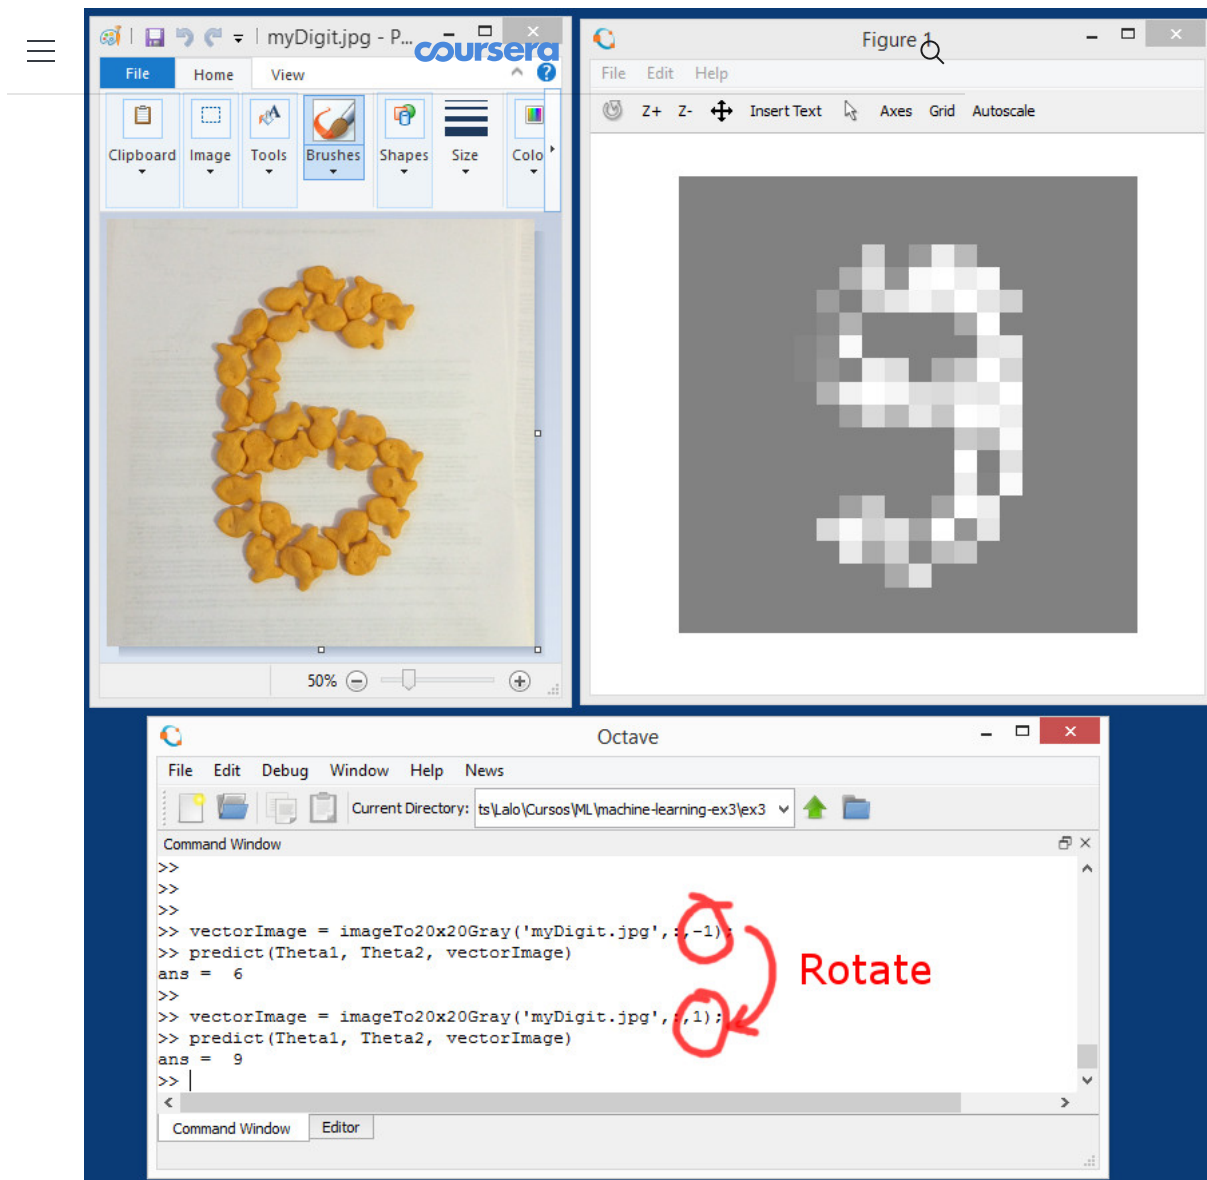 myDigit.jpg - P...
coursera
File Home View
Clipboard Image Tools Brushes Shapes Size Colo
50%
Figure 1
File Edit Help
Z+ Z- Insert Text Axes Grid Autoscale
Octave
File Edit Debug Window Help News
Current Directory: ts\Lalo\Cursos\ML\machine-learning-ex3\ex3
Command Window
>>
>>
>>
>> vectorImage = imageTo20x20Gray('myDigit.jpg',:,-1);
>> predict(Theta1, Theta2, vectorImage)
ans = 6
>>
>> vectorImage = imageTo20x20Gray('myDigit.jpg',:,1);
>> predict(Theta1, Theta2, vectorImage)
ans = 9
>>
Rotate
Command Window Editor